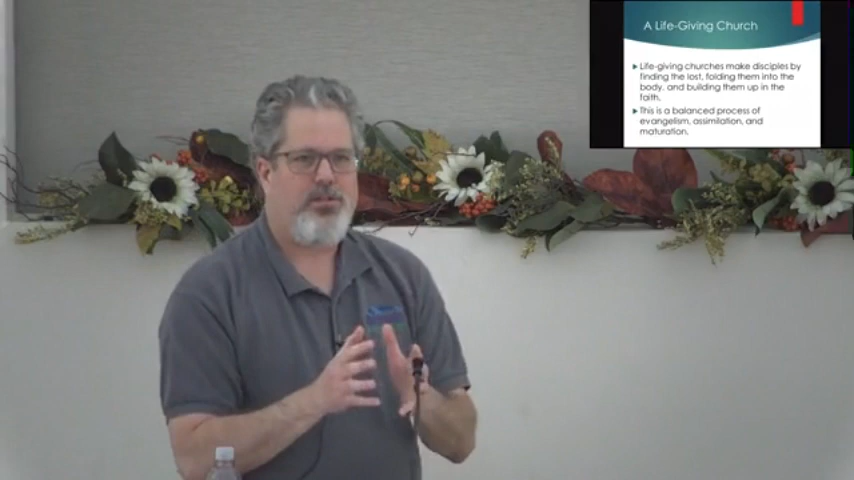 A Life-Giving Church
Life-giving churches make disciples by
finding the lost, folding them into the
body, and building them up in the
faith.
This is a balanced process of
evangelism, assimilation, and
maturation.